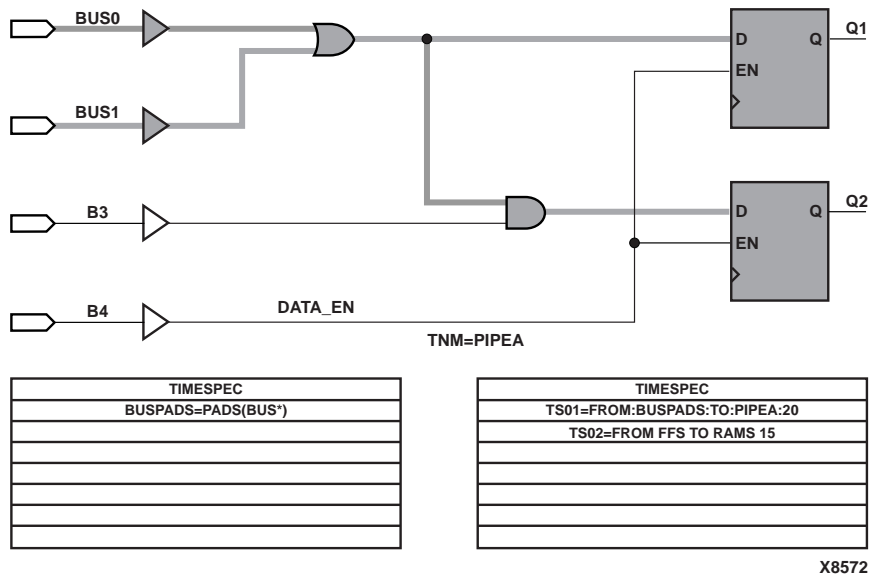 BUS0
D
Q
Q1
EN
BUS1
B3
D
Q
Q2
EN
B4
DATA_EN
TNM=PIPEA
TIMESPEC
BUSPADS=PADS(BUS*)
TIMESPEC
TS01=FROM:BUSPADS:TO:PIPEA:20
TS02=FROM FFS TO RAMS 15
X8572